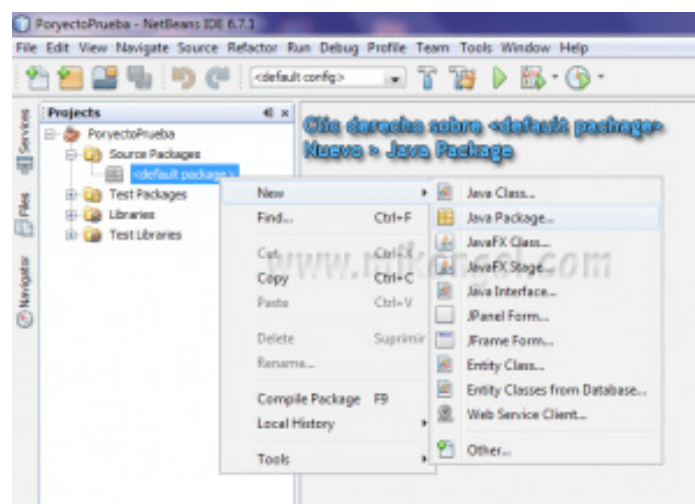 PoryectoPrueba - NetBeans IDE 6.7.1
File Edit View Navigate Source Refactor Run Debug Profile Team Tools Window Help
<default config>
Projects
Services
Files
Navigator
PoryectoPrueba
Source Packages
<default package>
Test Packages
Libraries
Test Libraries
Clic derecho sobre <default package>
Nuevo > Java Package
New
Find... Ctrl+F
Cut Ctrl+X
Copy Ctrl+C
Paste Ctrl-V
Delete Suprimir
Rename...
Compile Package F9
Local History
Tools
Java Class...
Java Package...
JavaFX Class...
JavaFX Stage...
Java Interface...
JPanel Form...
JFrame Form...
Entity Class...
Entity Classes from Database...
Web Service Client...
Other...